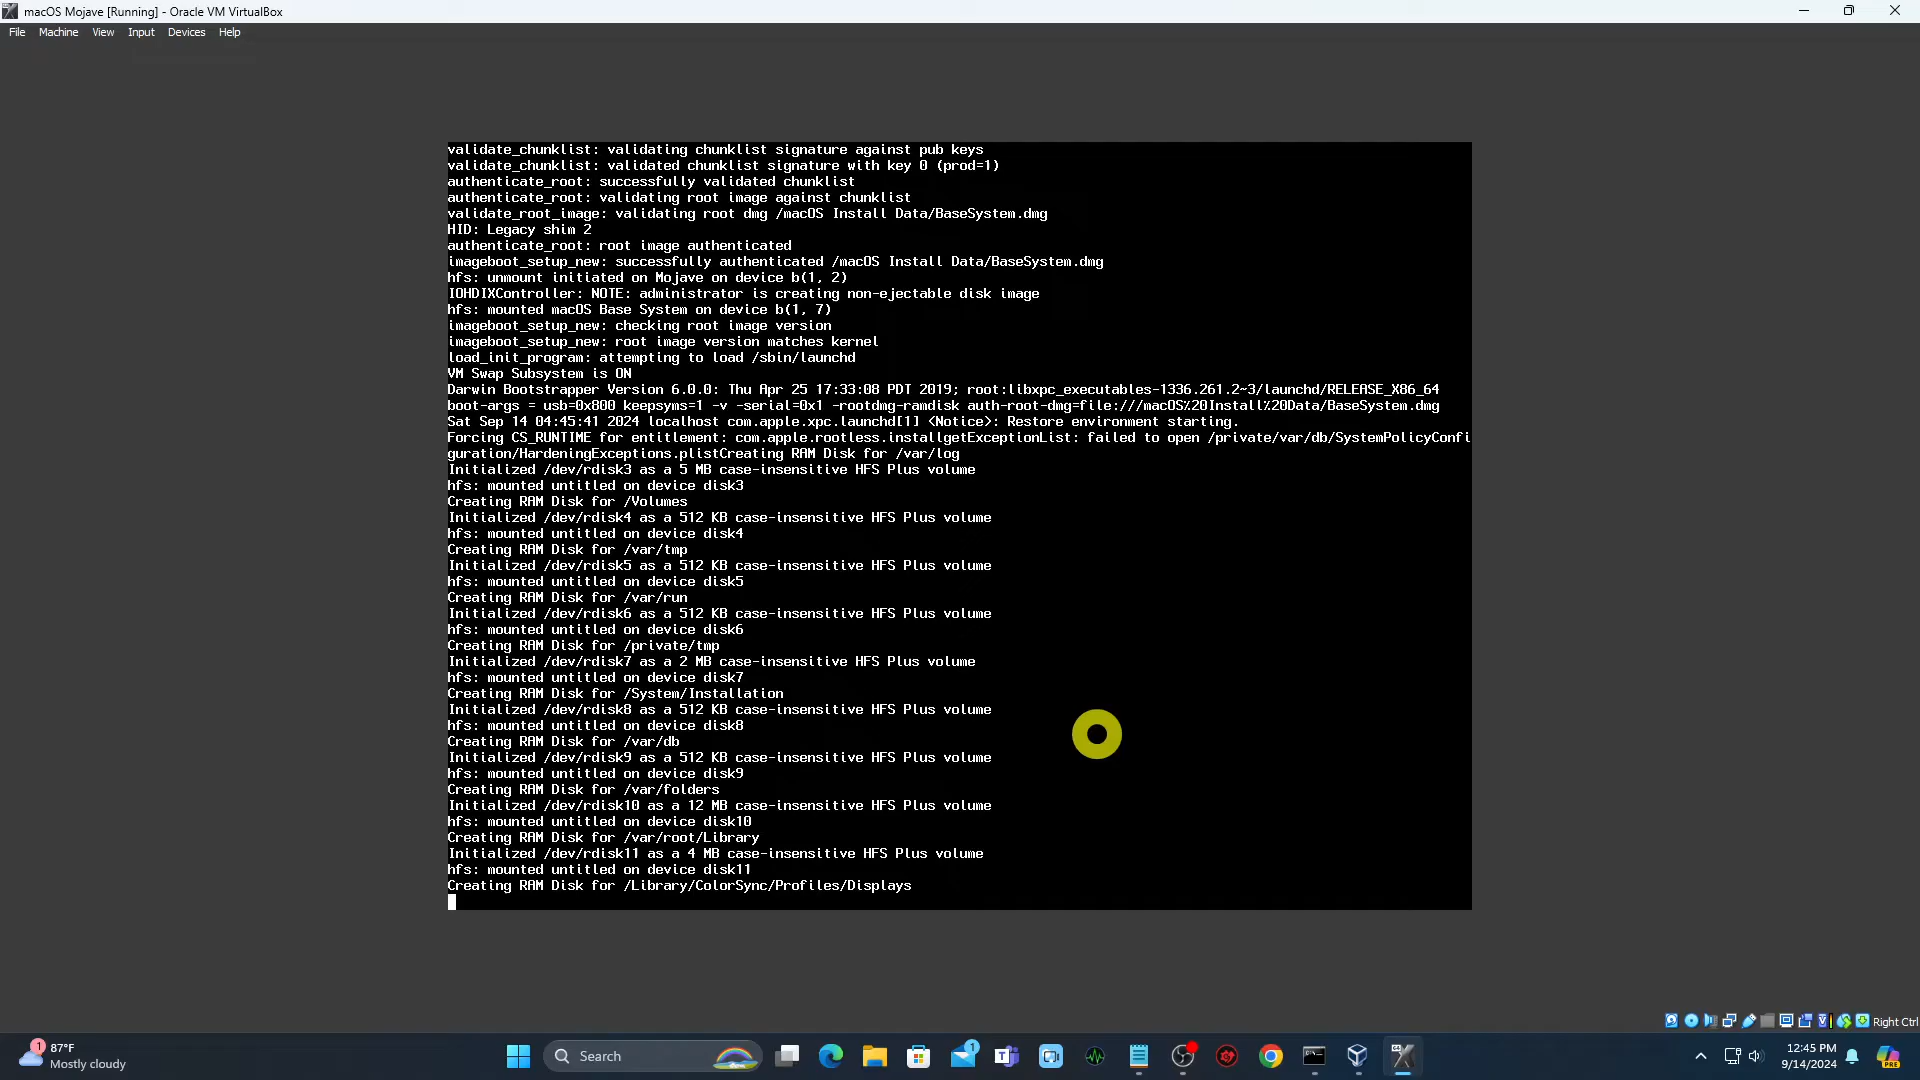 macOS Mojave [Running] - Oracle VM VirtualBox
File Machine View Input Devices Help
validate_chunklist: validating chunklist signature against pub keys
validate_chunklist: validated chunklist signature with key 0 (prod=1)
authenticate_root: successfully validated chunklist
authenticate_root: validating root image against chunklist
validate_root_image: validating root dmg /macOS Install Data/BaseSystem.dmg
HID: Legacy shim 2
authenticate_root: root image authenticated
imageboot_setup_new: successfully authenticated /macOS Install Data/BaseSystem.dmg
hfs: unmount initiated on Mojave on device b(1, 2)
IOHDIXController: NOTE: administrator is creating non-ejectable disk image
hfs: mounted macOS Base System on device b(1, 7)
imageboot_setup_new: checking root image version
imageboot_setup_new: root image version matches kernel
load_init_program: attempting to load /sbin/launchd
VM Swap Subsystem is ON
Darwin Bootstrapper Version 6.0.0: Thu Apr 25 17:33:08 PDT 2019; root:libxpc_executables-1336.261.2~3/launchd/RELEASE_X86_64
boot-args = usb=0x800 keepsyms=1 -v -serial=0x1 -rootdmg-ramdisk auth-root-dmg=file:///macOS%20Install%20Data/BaseSystem.dmg
Sat Sep 14 04:45:41 2024 localhost com.apple.xpc.launchd[1] <Notice>: Restore environment starting.
Forcing CS_RUNTIME for entitlement: com.apple.rootless.installgetExceptionList: failed to open /private/var/db/SystemPolicyConfi
guration/HardeningExceptions.plistCreating RAM Disk for /var/log
Initialized /dev/rdisk3 as a 5 MB case-insensitive HFS Plus volume
hfs: mounted untitled on device disk3
Creating RAM Disk for /Volumes
Initialized /dev/rdisk4 as a 512 KB case-insensitive HFS Plus volume
hfs: mounted untitled on device disk4
Creating RAM Disk for /var/tmp
Initialized /dev/rdisk5 as a 512 KB case-insensitive HFS Plus volume
hfs: mounted untitled on device disk5
Creating RAM Disk for /var/run
Initialized /dev/rdisk6 as a 512 KB case-insensitive HFS Plus volume
hfs: mounted untitled on device disk6
Creating RAM Disk for /private/tmp
Initialized /dev/rdisk7 as a 2 MB case-insensitive HFS Plus volume
hfs: mounted untitled on device disk7
Creating RAM Disk for /System/Installation
Initialized /dev/rdisk8 as a 512 KB case-insensitive HFS Plus volume
hfs: mounted untitled on device disk8
Creating RAM Disk for /var/db
Initialized /dev/rdisk9 as a 512 KB case-insensitive HFS Plus volume
hfs: mounted untitled on device disk9
Creating RAM Disk for /var/folders
Initialized /dev/rdisk10 as a 12 MB case-insensitive HFS Plus volume
hfs: mounted untitled on device disk10
Creating RAM Disk for /var/root/Library
Initialized /dev/rdisk11 as a 4 MB case-insensitive HFS Plus volume
hfs: mounted untitled on device disk11
Creating RAM Disk for /Library/ColorSync/Profiles/Displays
Right Ctrl
1
87°F
Mostly cloudy
Search
1
12:45 PM
9/14/2024
PRE